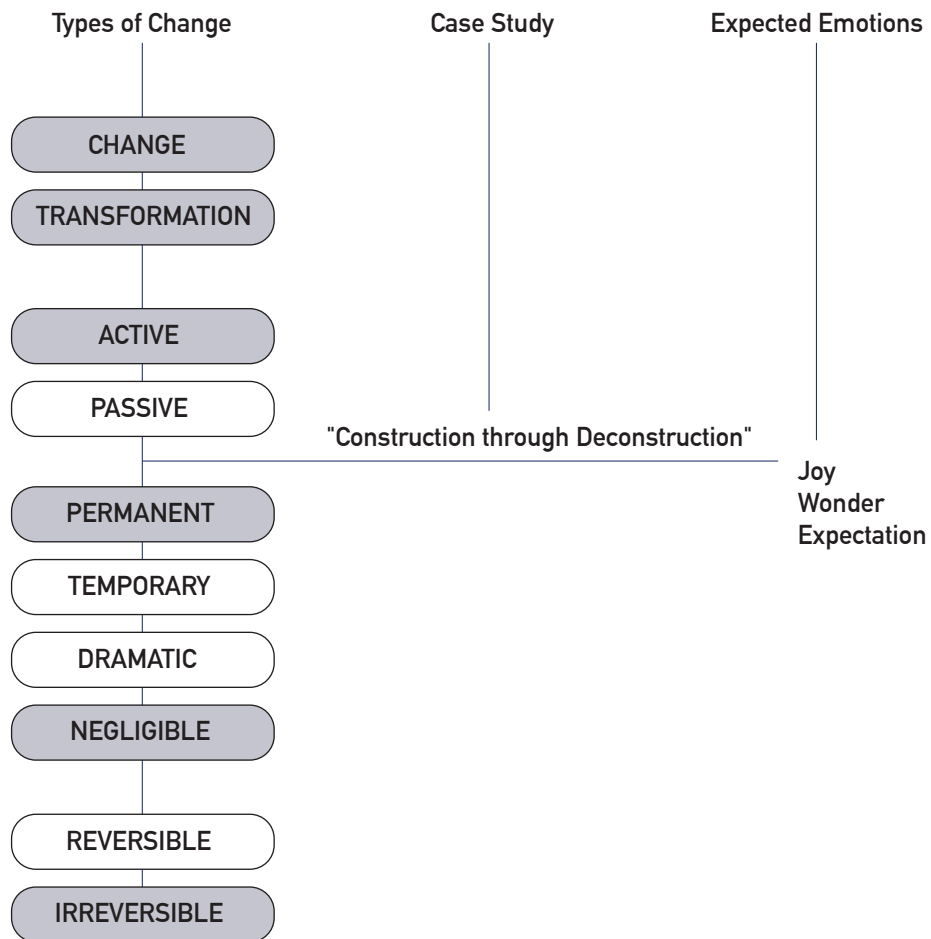 Types of Change
Case Study
Expected Emotions
CHANGE
TRANSFORMATION
ACTIVE
PASSIVE
"Construction through Deconstruction"
Joy
Wonder
Expectation
PERMANENT
TEMPORARY
DRAMATIC
NEGLIGIBLE
REVERSIBLE
IRREVERSIBLE